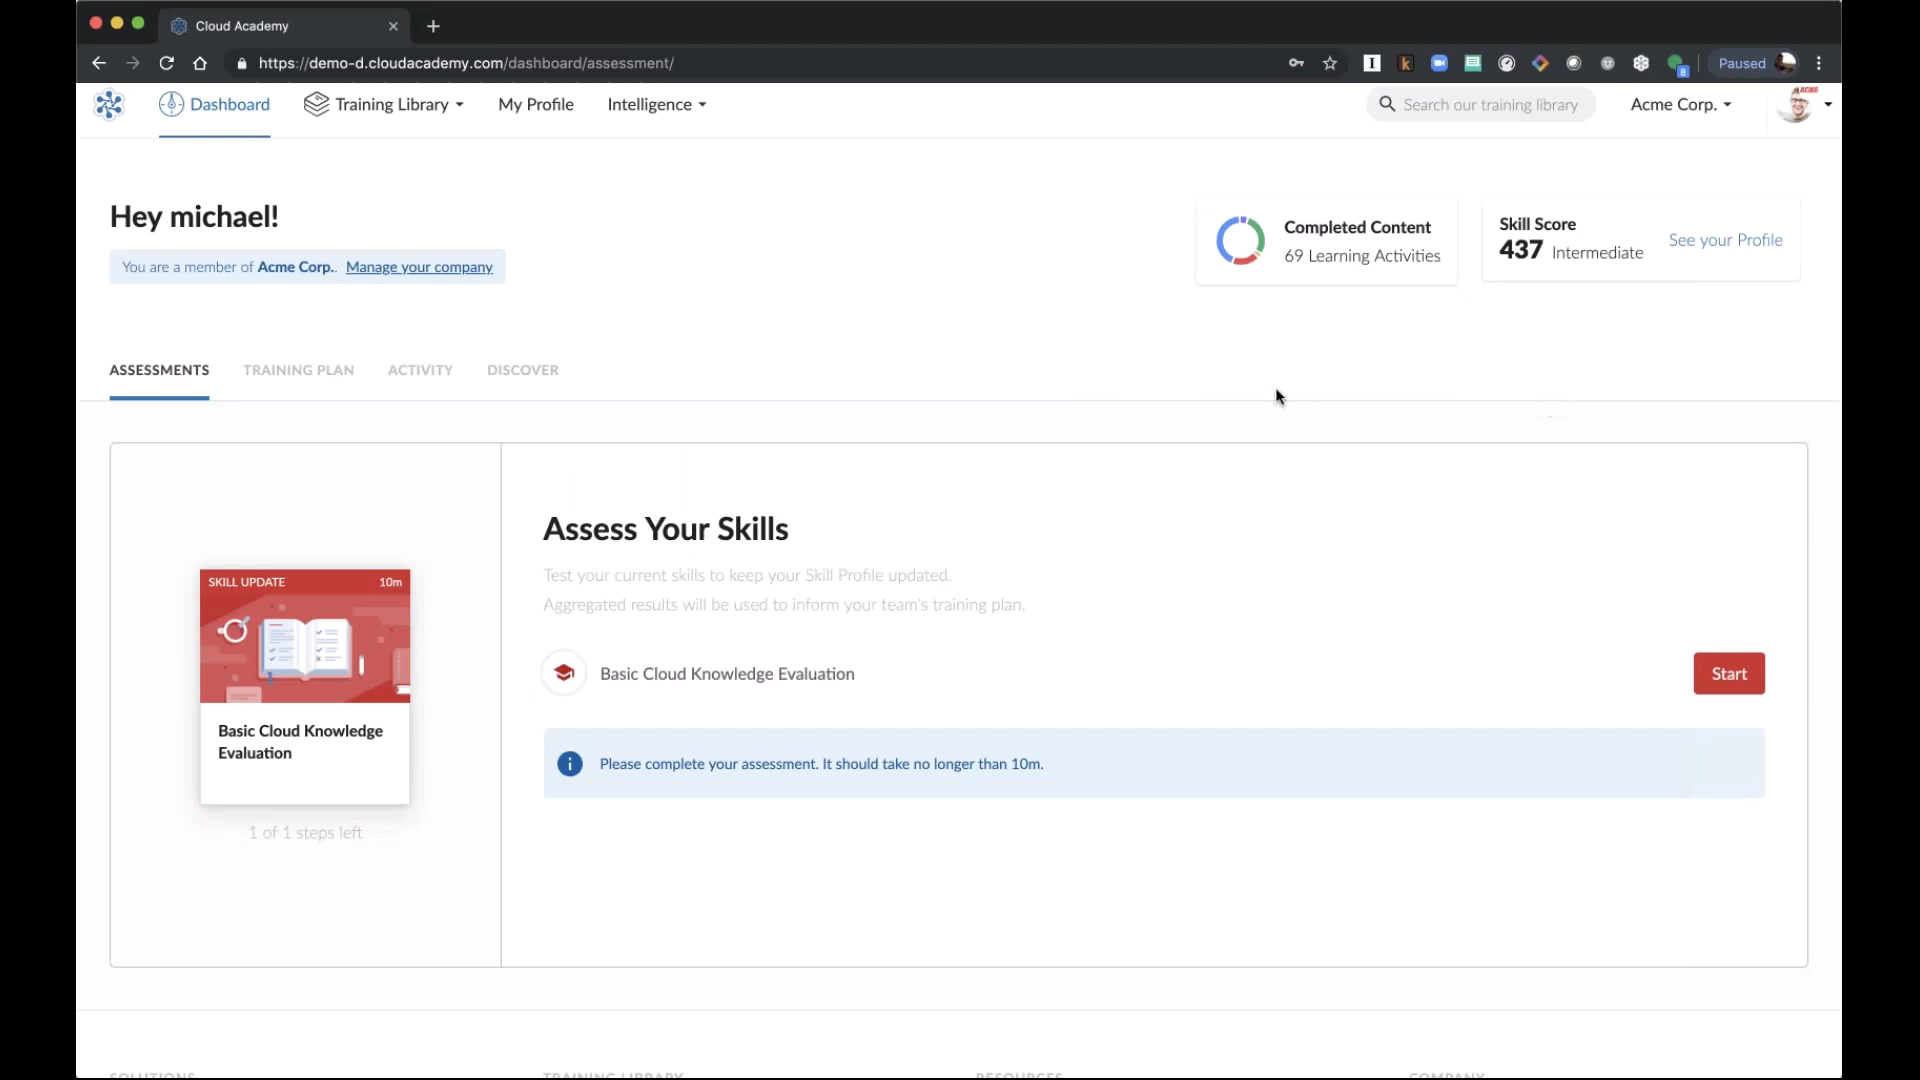 Cloud Academy
https://demo-d.cloudacademy.com/dashboard/assessment/
Paused
Dashboard
Training Library
My Profile
Intelligence
Search our training library
Acme Corp.
ACME
Hey michael!
You are a member of Acme Corp.. Manage your company
Completed Content
69 Learning Activities
Skill Score
437 Intermediate
See your Profile
ASSESSMENTS
TRAINING PLAN
ACTIVITY
DISCOVER
SKILL UPDATE
10m
Basic Cloud Knowledge
Evaluation
1 of 1 steps left
Assess Your Skills
Test your current skills to keep your Skill Profile updated.
Aggregated results will be used to inform your team's training plan.
Basic Cloud Knowledge Evaluation
Start
Please complete your assessment. It should take no longer than 10m.
SOLUTIONS
TRAINING LIBRARY
RESOURCES
COMPANY